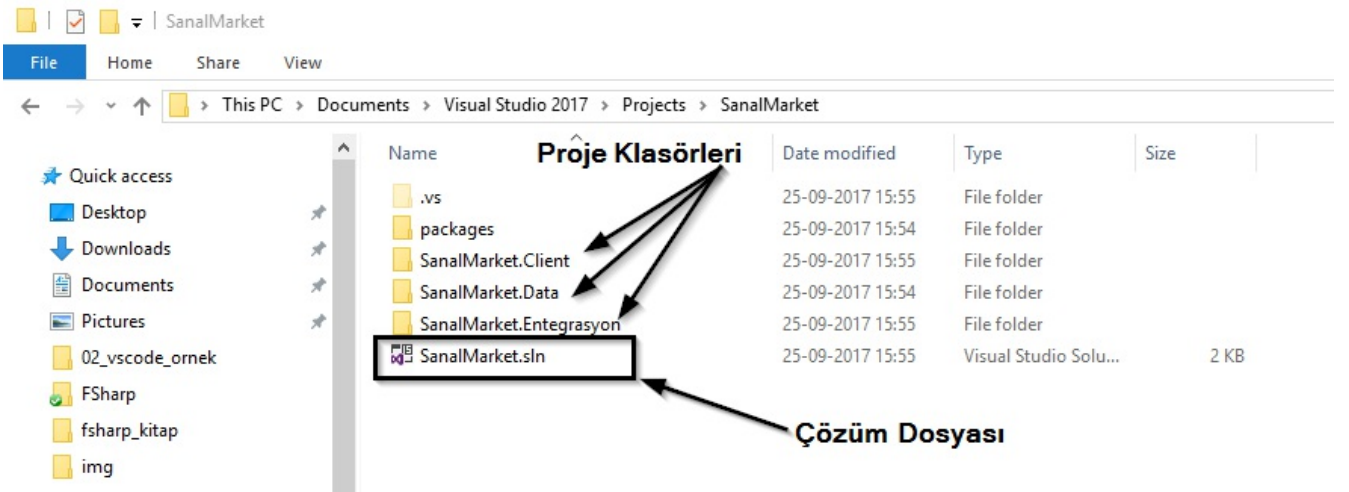 SanalMarket
File Home Share View
This PC > Documents > Visual Studio 2017 > Projects > SanalMarket
Name Proje Klasörleri Date modified Type Size
Quick access
.vs 25-09-2017 15:55 File folder
Desktop
packages 25-09-2017 15:54 File folder
Downloads
SanalMarket.Client 25-09-2017 15:55 File folder
Documents
SanalMarket.Data 25-09-2017 15:54 File folder
Pictures
SanalMarket.Entegrasyon 25-09-2017 15:55 File folder
02_vscode_ornek
SanalMarket.sln 25-09-2017 15:55 Visual Studio Solu... 2 KB
FSharp
fsharp_kitap
Çözüm Dosyası
img